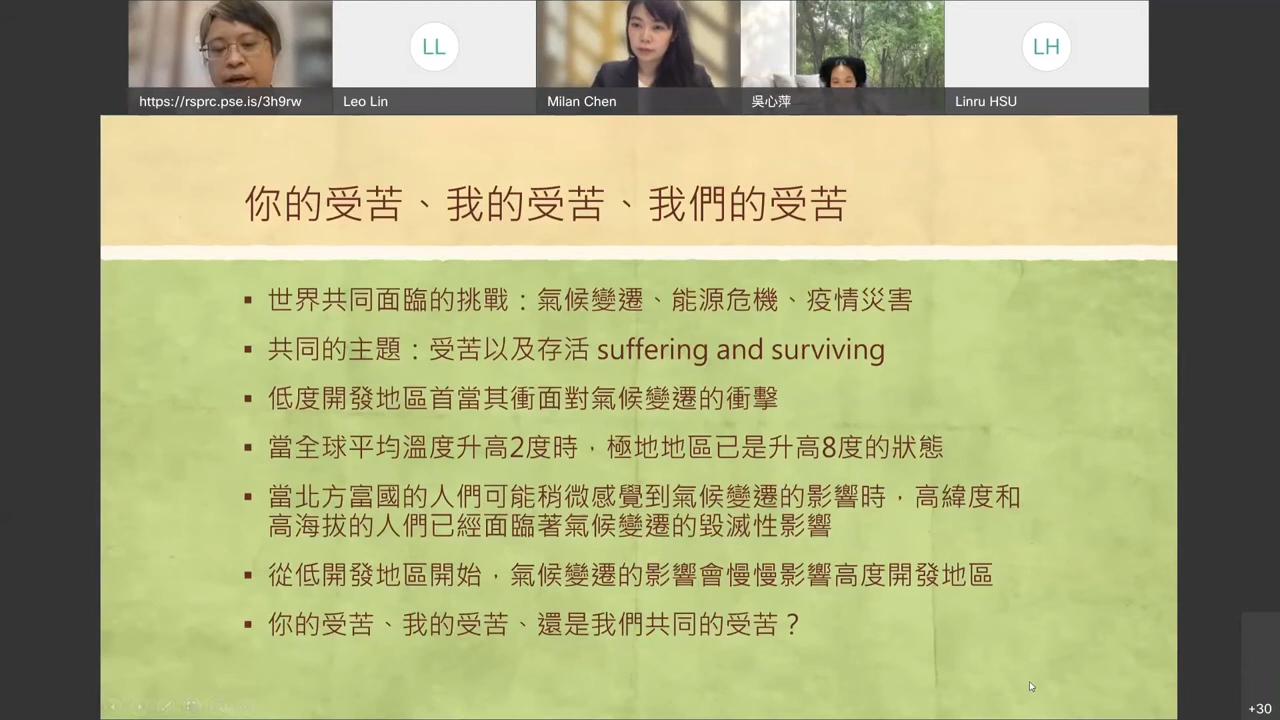 LL
LH
https://rsprc.pse.is/3h9rw
Leo Lin
Milan Chen
吳心萍
Linru HSU
你的受苦、我的受苦、我們的受苦
▪ 世界共同面臨的挑戰：氣候變遷、能源危機、疫情災害
▪ 共同的主題：受苦以及存活 suffering and surviving
▪ 低度開發地區首當其衝面對氣候變遷的衝擊
▪ 當全球平均溫度升高2度時，極地地區已是升高8度的狀態
▪ 當北方富國的人們可能稍微感覺到氣候變遷的影響時，高緯度和
高海拔的人們已經面臨著氣候變遷的毀滅性影響
▪ 從低開發地區開始，氣候變遷的影響會慢慢影響高度開發地區
▪ 你的受苦、我的受苦、還是我們共同的受苦？
+30